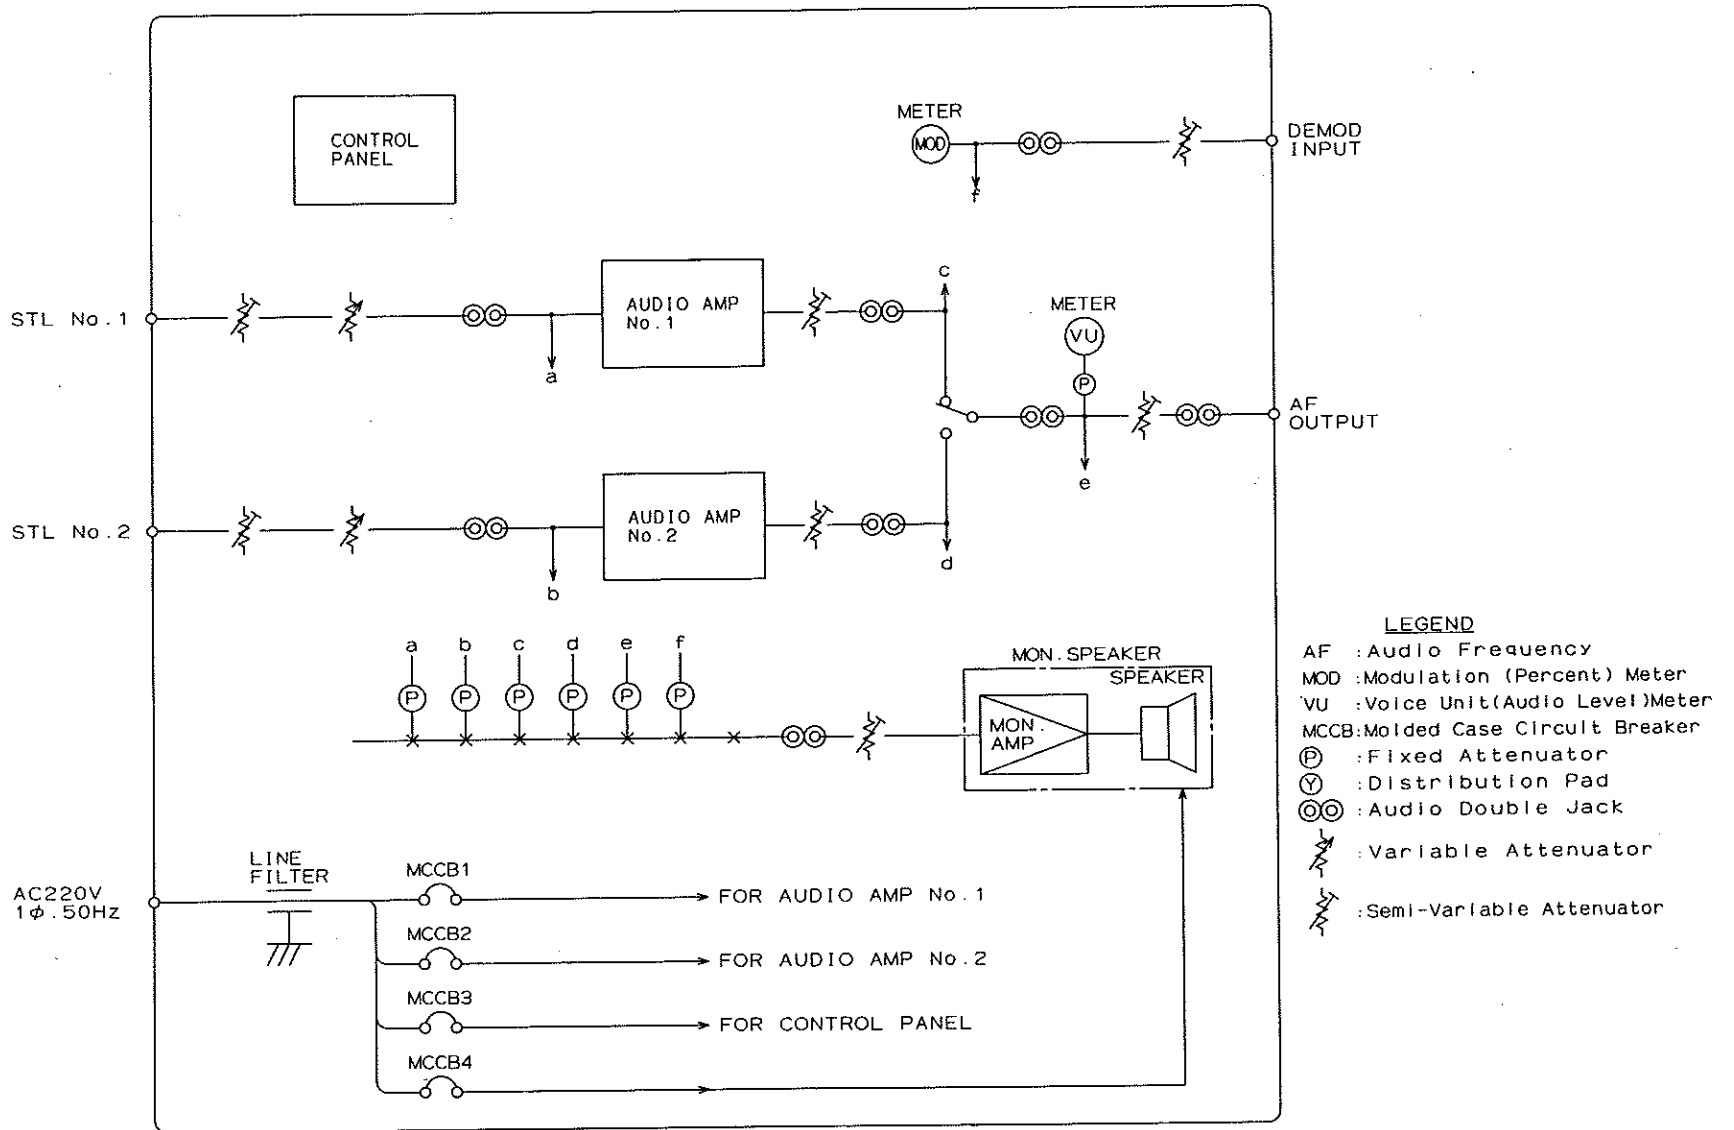 CONTROL
PANEL
METER
MOD
f
DEMOD
INPUT
STL No.1
a
AUDIO AMP
No.1
c
METER
VU
P
e
AF
OUTPUT
STL No.2
b
AUDIO AMP
No.2
d
a b c d e f
P P P P P P
MON.SPEAKER
SPEAKER
MON.
AMP
LEGEND
AF :Audio Frequency
MOD :Modulation (Percent) Meter
VU :Voice Unit(Audio Level)Meter
MCCB:Molded Case Circuit Breaker
P :Fixed Attenuator
Y :Distribution Pad
:Audio Double Jack
:Variable Attenuator
:Semi-Variable Attenuator
AC220V
1φ.50Hz
LINE
FILTER
MCCB1
FOR AUDIO AMP No.1
MCCB2
FOR AUDIO AMP No.2
MCCB3
FOR CONTROL PANEL
MCCB4